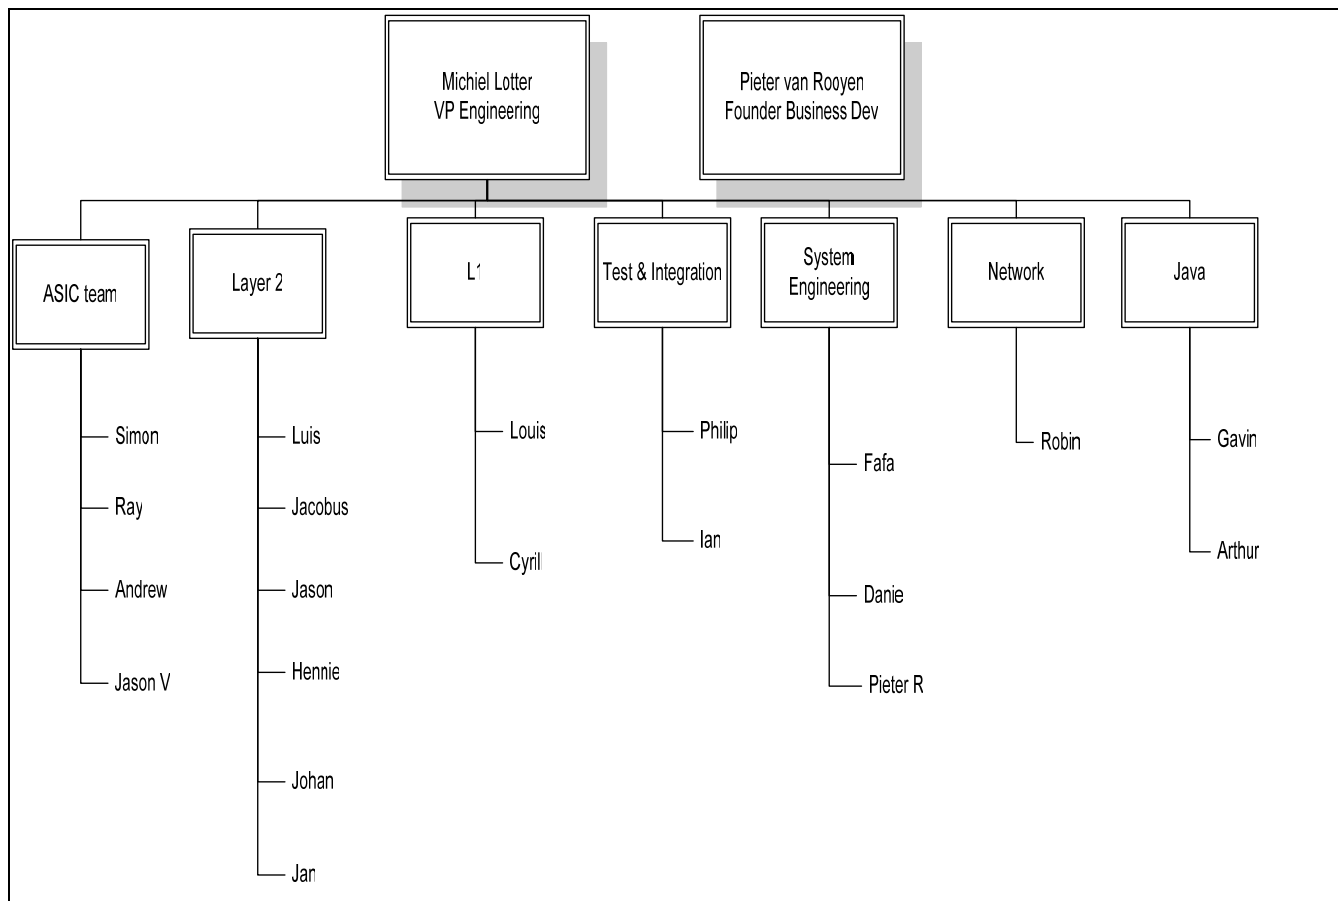 Michiel Lotter
VP Engineering
Pieter van Rooyen
Founder Business Dev
ASIC team
Layer 2
L1
Test & Integration
System
Engineering
Network
Java
Simon
Ray
Andrew
Jason V
Luis
Jacobus
Jason
Hennie
Johan
Jan
Louis
Cyril
Philip
Ian
Fafa
Danie
Pieter R
Robin
Gavin
Arthur